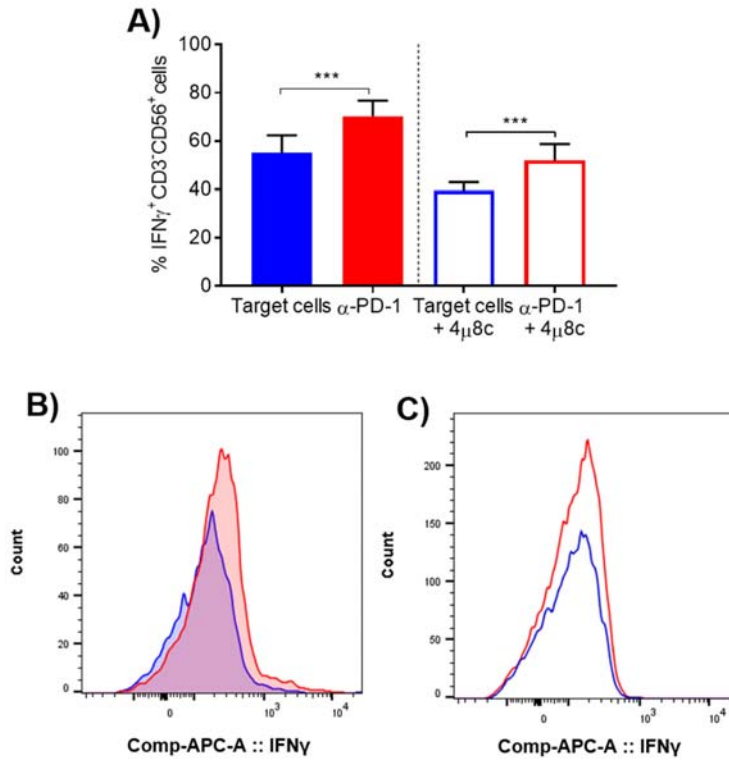 A)
% IFNγ⁺ CD3⁻CD56⁺ cells
100
80
60
40
20
0
***
***
Target cells α-PD-1
Target cells α-PD-1
+ 4μ8c + 4μ8c
B)
Count
100
80
60
40
20
0
0 10³ 10⁴
Comp-APC-A :: IFNγ
C)
Count
200
150
100
50
0
0 10³ 10⁴
Comp-APC-A :: IFNγ